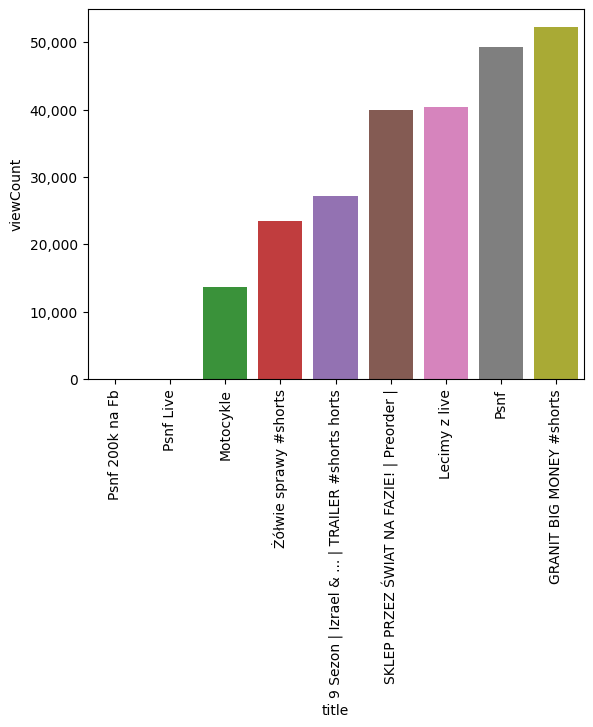 50,000
40,000
30,000
20,000
10,000
0
viewCount
Psnf 200k na Fb
Psnf Live
Motocykle
Żółwie sprawy #shorts
9 Sezon | Izrael & ... | TRAILER #shorts horts
SKLEP PRZEZ ŚWIAT NA FAZIE! | Preorder |
Lecimy z live
Psnf
GRANIT BIG MONEY #shorts
title